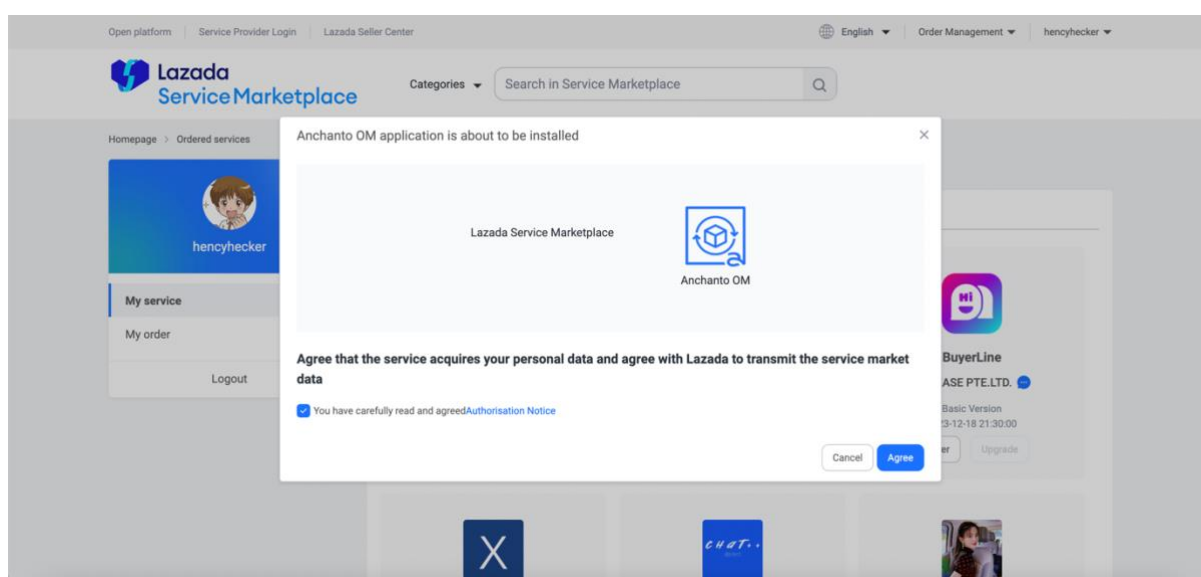 Open platform
Service Provider Login
Lazada Seller Center
English
Order Management
hencyhecker
Lazada
Service Marketplace
Categories
Search in Service Marketplace
Homepage > Ordered services
Anchanto OM application is about to be installed
hencyhecker
Lazada Service Marketplace
Anchanto OM
My service
My order
Logout
Agree that the service acquires your personal data and agree with Lazada to transmit the service market
data
You have carefully read and agreedAuthorisation Notice
Cancel
Agree
Hi
BuyerLine
ASE PTE.LTD.
Basic Version
3-12-18 21:30:00
er
Upgrade
X
CHaT..